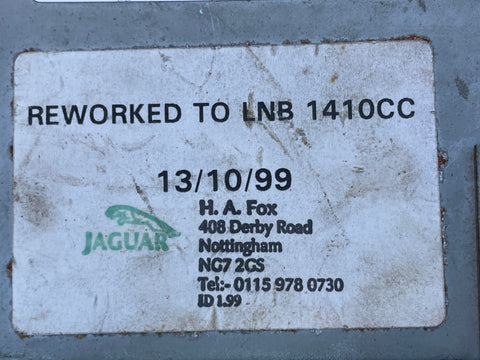 REWORKED TO LNB 1410CC
13/10/99
H. A. Fox
408 Derby Road
JAGUAR
Nottingham
NG7 2GS
Tel:- 0115 978 0730
ED 1.99